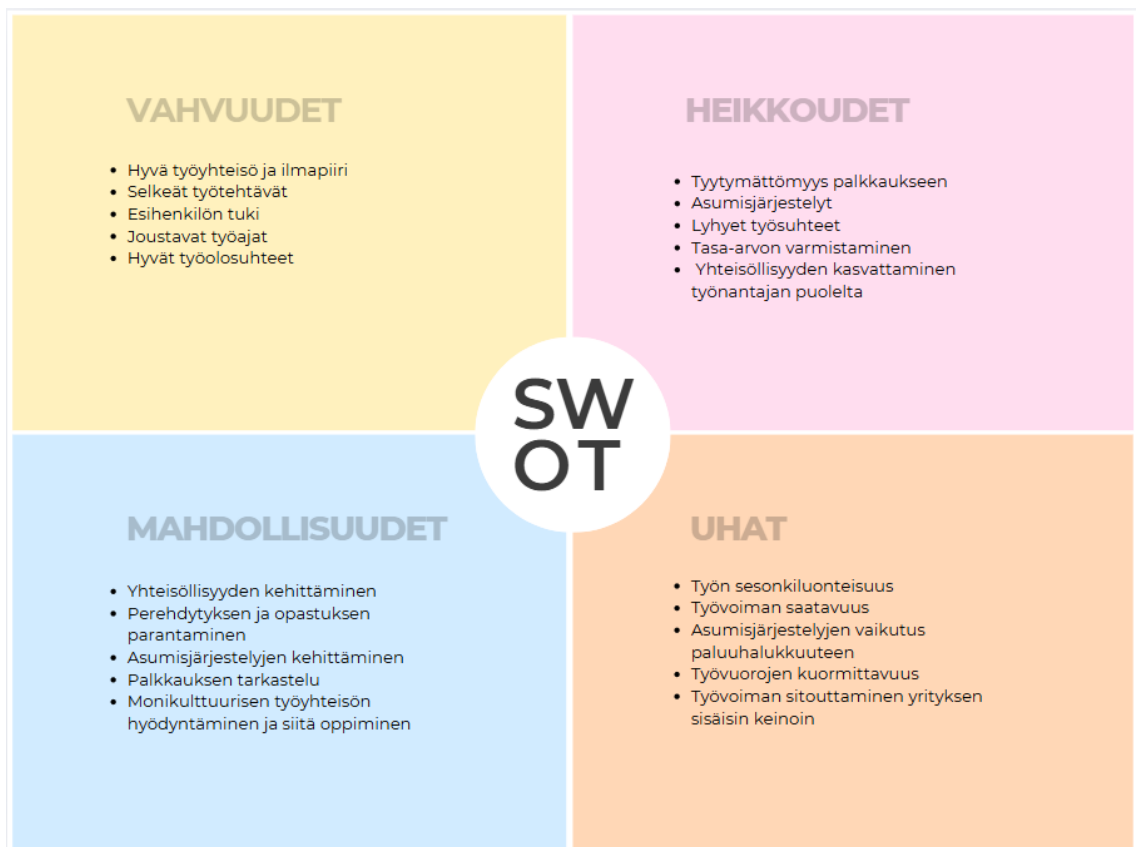 VAHVUUDET
• Hyvä työyhteisö ja ilmapiiri
• Selkeät työtehtävät
• Esihenkilön tuki
• Joustavat työajat
• Hyvät työolosuhteet
HEIKKOUDET
• Tyytymättömyys palkkaukseen
• Asumisjärjestelyt
• Lyhyet työsuhteet
• Tasa-arvon varmistaminen
• Yhteisöllisyyden kasvattaminen
työnantajan puolelta
SW
OT
MAHDOLLISUUDET
• Yhteisöllisyyden kehittäminen
• Perehdytyksen ja opastuksen
parantaminen
• Asumisjärjestelyjen kehittäminen
• Palkkauksen tarkastelu
• Monikulttuurisen työyhteisön
hyödyntäminen ja siitä oppiminen
UHAT
• Työn sesonkiluonteisuus
• Työvoiman saatavuus
• Asumisjärjestelyjen vaikutus
paluuhalukkuuteen
• Työvuorojen kuormittavuus
• Työvoiman sitouttaminen yrityksen
sisäisin keinoin